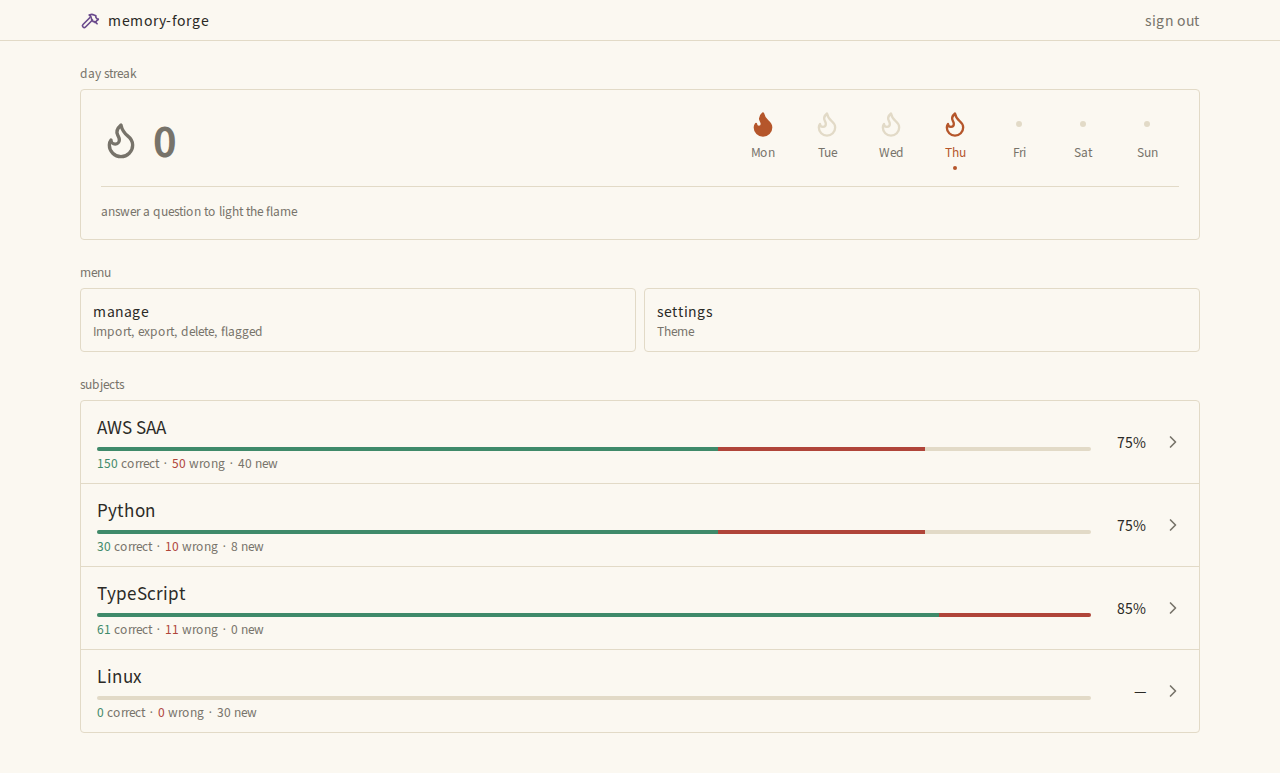 memory-forge
sign out
day streak
0
Mon Tue Wed Thu Fri Sat Sun
answer a question to light the flame
menu
manage
Import, export, delete, flagged
settings
Theme
subjects
AWS SAA
75%
150 correct · 50 wrong · 40 new
Python
75%
30 correct · 10 wrong · 8 new
TypeScript
85%
61 correct · 11 wrong · 0 new
Linux
—
0 correct · 0 wrong · 30 new